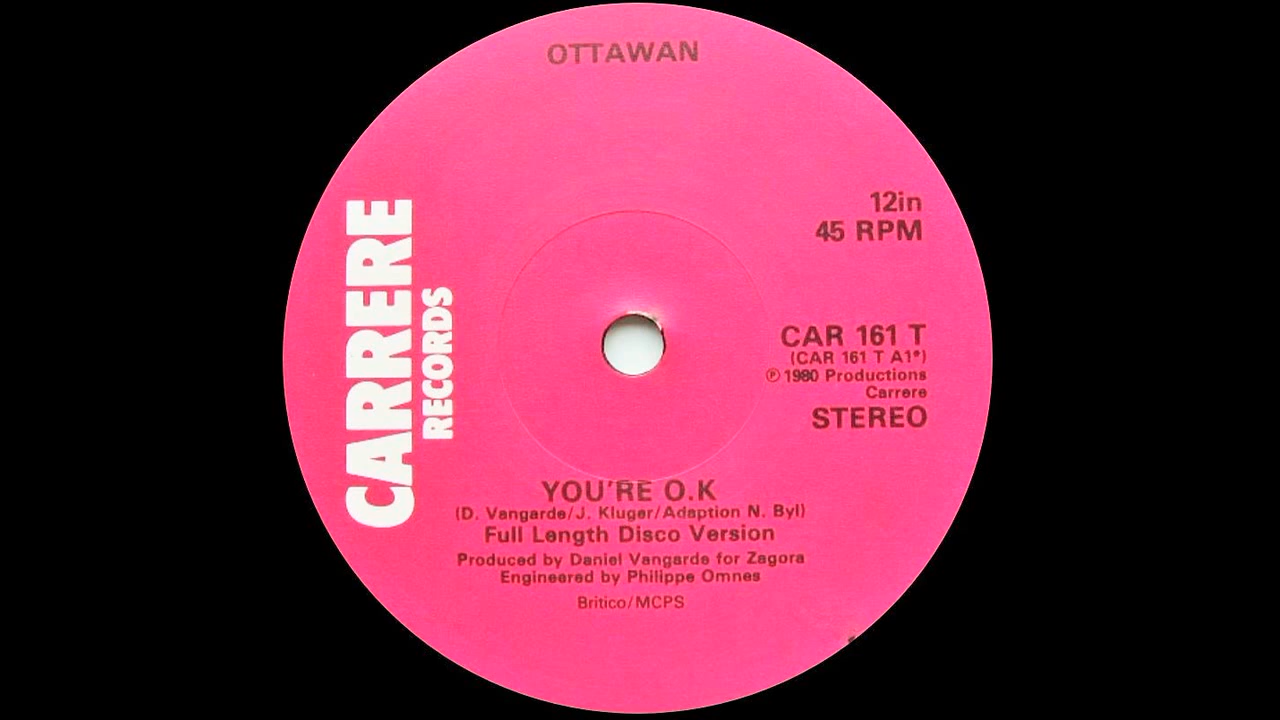 OTTAWAN
12in
45 RPM
CARRERE
RECORDS
CAR 161 T
(CAR 161 T A1*)
℗ 1980 Productions
Carrere
STEREO
YOU'RE O.K
(D. Vangarde/J. Kluger/Adaption N. Byl)
Full Length Disco Version
Produced by Daniel Vangarde for Zagora
Engineered by Philippe Omnes
Britico/MCPS